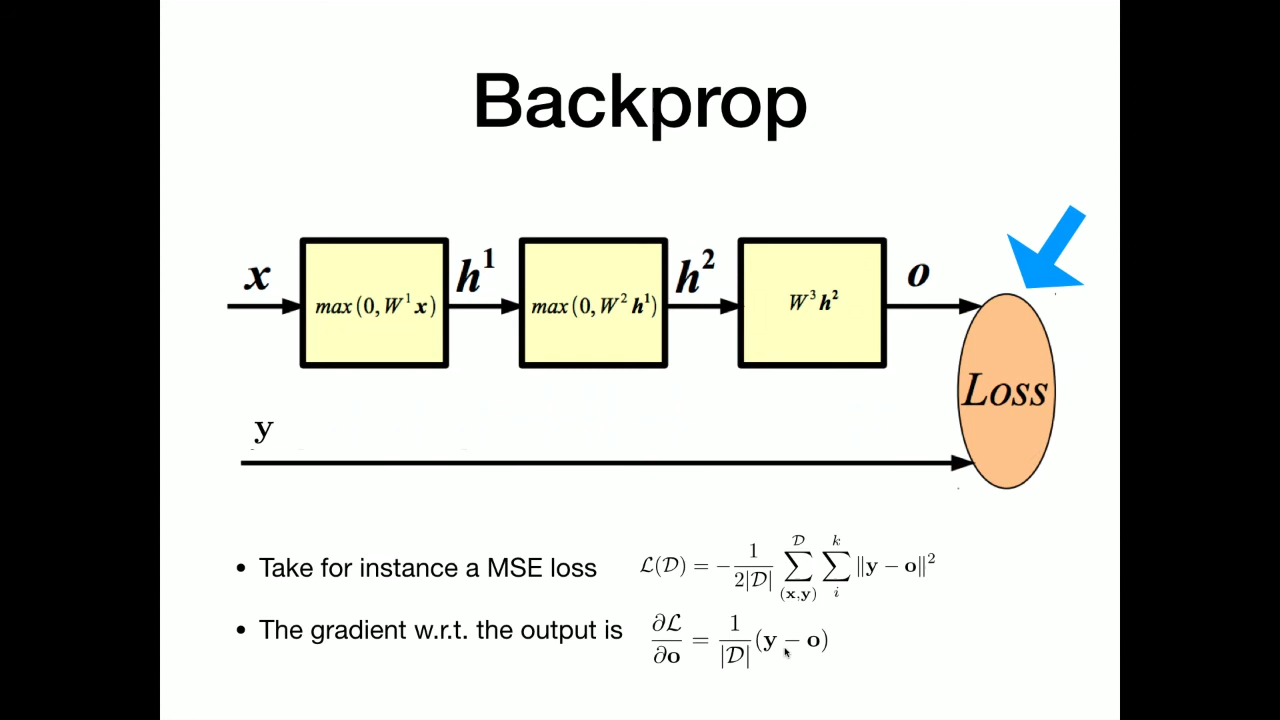 Backprop
x h¹ h² o
max(0, W¹ x) max(0, W² h¹) W³ h²
Loss
y
• Take for instance a MSE loss ℒ(𝒟) = − 1/(2|𝒟|) ∑_{(x,y)}^{𝒟} ∑_{i}^{k} ‖y − o‖²
• The gradient w.r.t. the output is ∂ℒ/∂o = 1/|𝒟| (y − o)